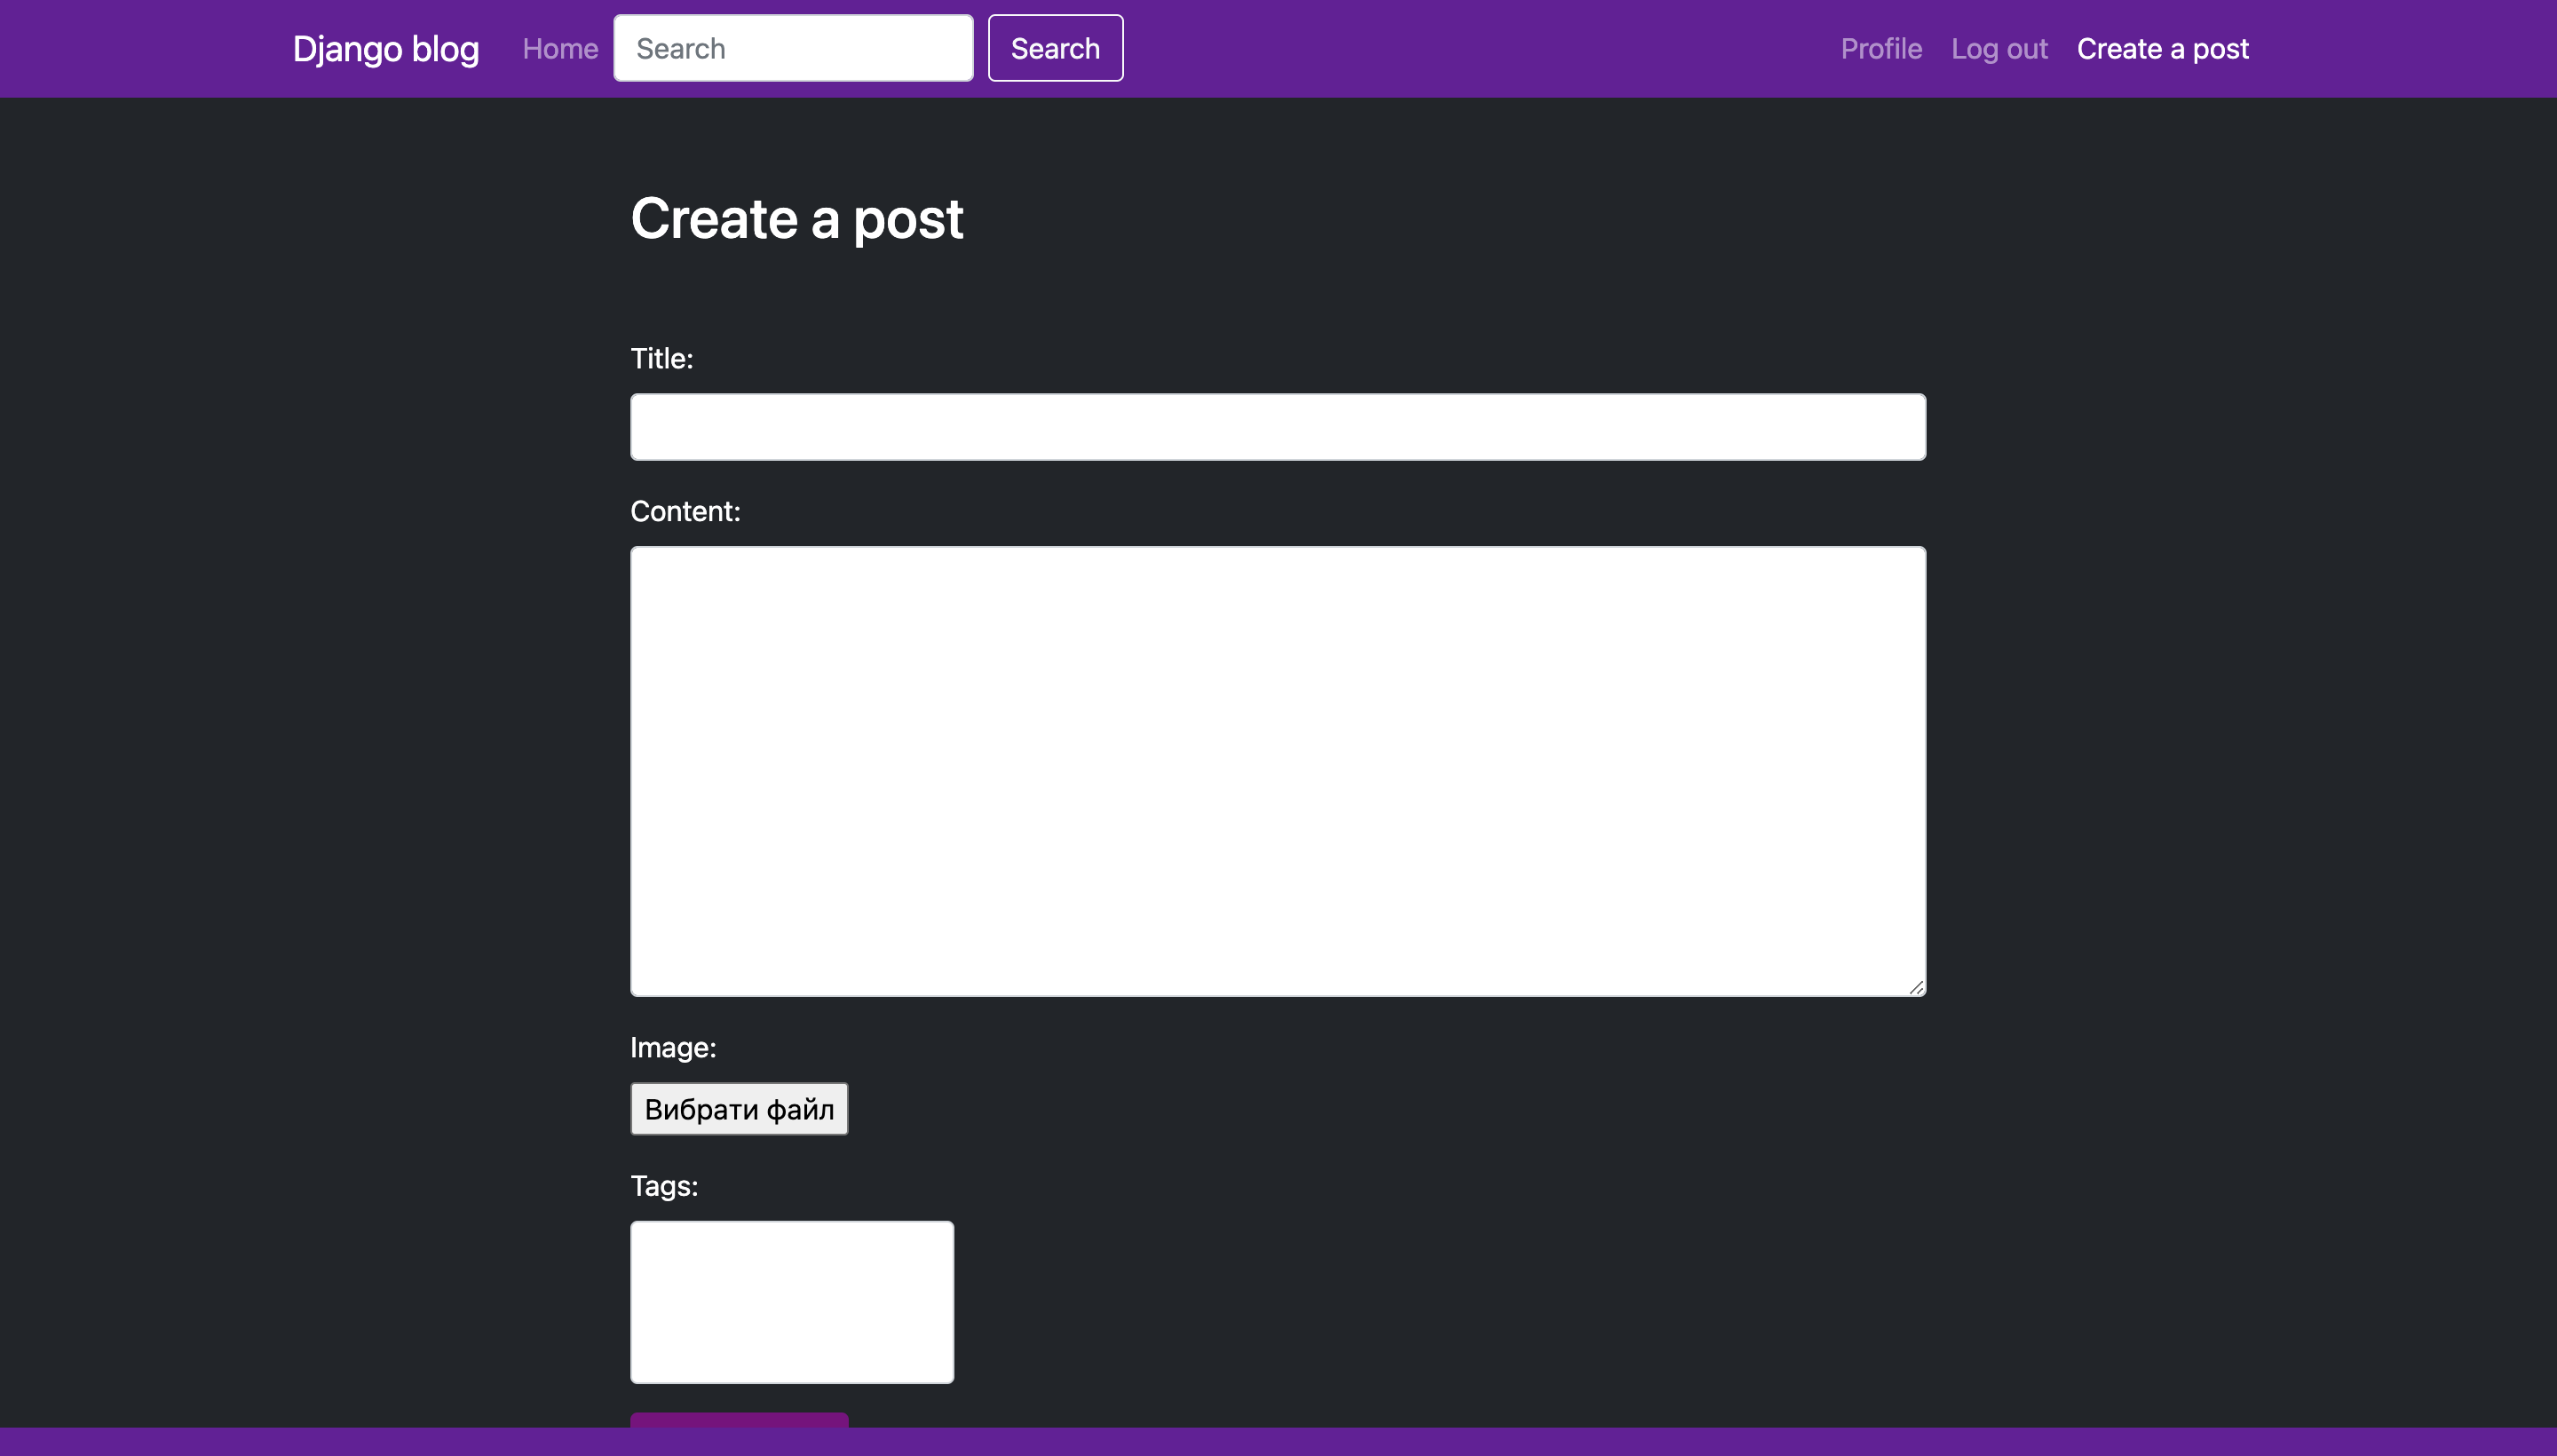 Django blog Home Search Search Profile Log out Create a post
Create a post
Title:
Content:
Image:
Вибрати файл
Tags: